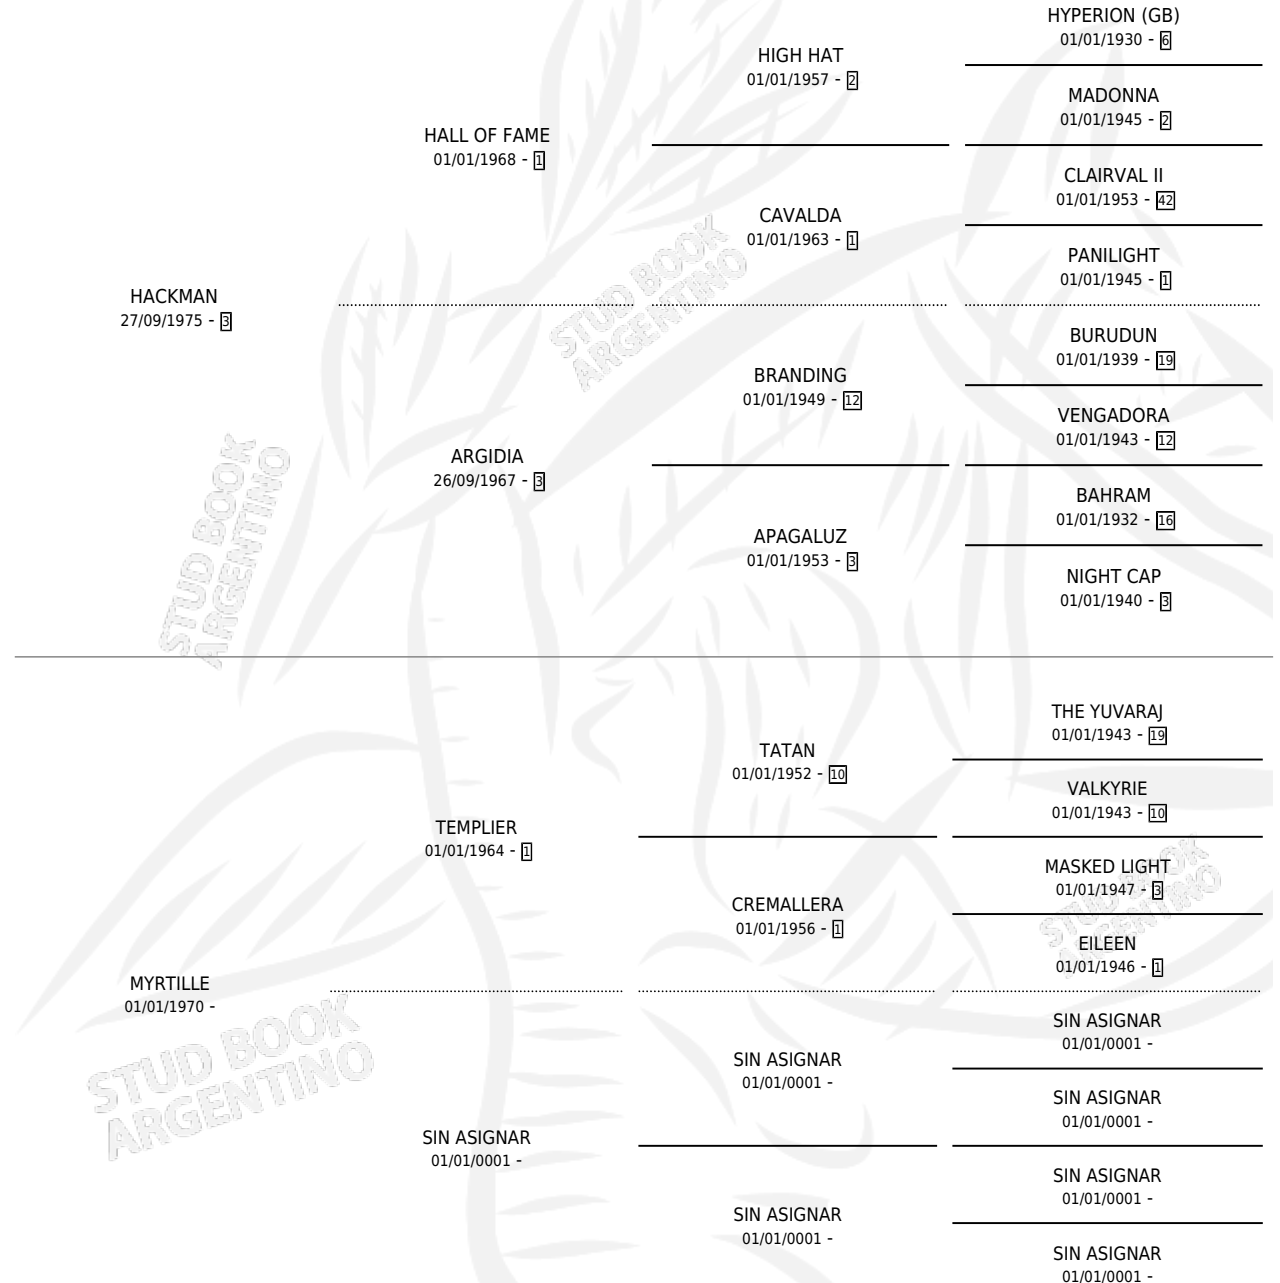 HYPERION (GB)
01/01/1930 - 6
HIGH HAT
01/01/1957 - 2
MADONNA
01/01/1945 - 2
HALL OF FAME
01/01/1968 - 1
CLAIRVAL II
01/01/1953 - 42
CAVALDA
01/01/1963 - 1
PANILIGHT
01/01/1945 - 1
HACKMAN
27/09/1975 - 3
BURUDUN
01/01/1939 - 19
BRANDING
01/01/1949 - 12
VENGADORA
01/01/1943 - 12
ARGIDIA
26/09/1967 - 3
BAHRAM
01/01/1932 - 16
APAGALUZ
01/01/1953 - 3
NIGHT CAP
01/01/1940 - 3
THE YUVARAJ
01/01/1943 - 19
TATAN
01/01/1952 - 10
VALKYRIE
01/01/1943 - 10
TEMPLIER
01/01/1964 - 1
MASKED LIGHT
01/01/1947 - 3
CREMALLERA
01/01/1956 - 1
EILEEN
01/01/1946 - 1
MYRTILLE
01/01/1970 -
SIN ASIGNAR
01/01/0001 -
SIN ASIGNAR
01/01/0001 -
SIN ASIGNAR
01/01/0001 -
SIN ASIGNAR
01/01/0001 -
SIN ASIGNAR
01/01/0001 -
SIN ASIGNAR
01/01/0001 -
SIN ASIGNAR
01/01/0001 -
STUD BOOK
ARGENTINO
STUD BOOK
ARGENTINO
STUD BOOK
ARGENTINO
STUD BOOK
ARGENTINO